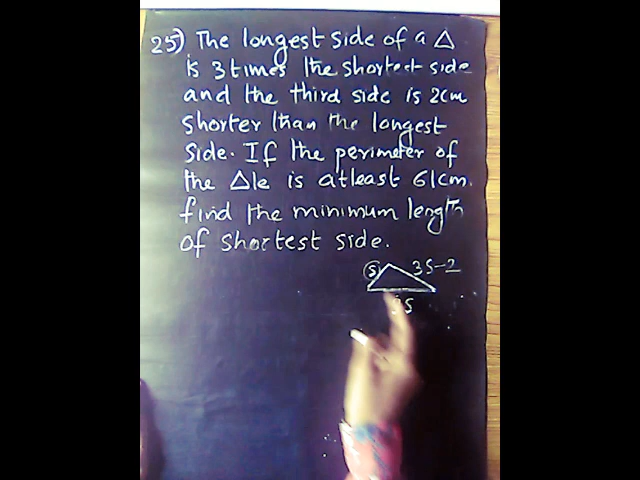 25) The longest side of a △
is 3 times the shortest side
and the third side is 2cm
shorter than the longest
side. If the perimeter of
the △le is atleast 61cm.
find the minimum length
of shortest side.
S 3S-2
3S